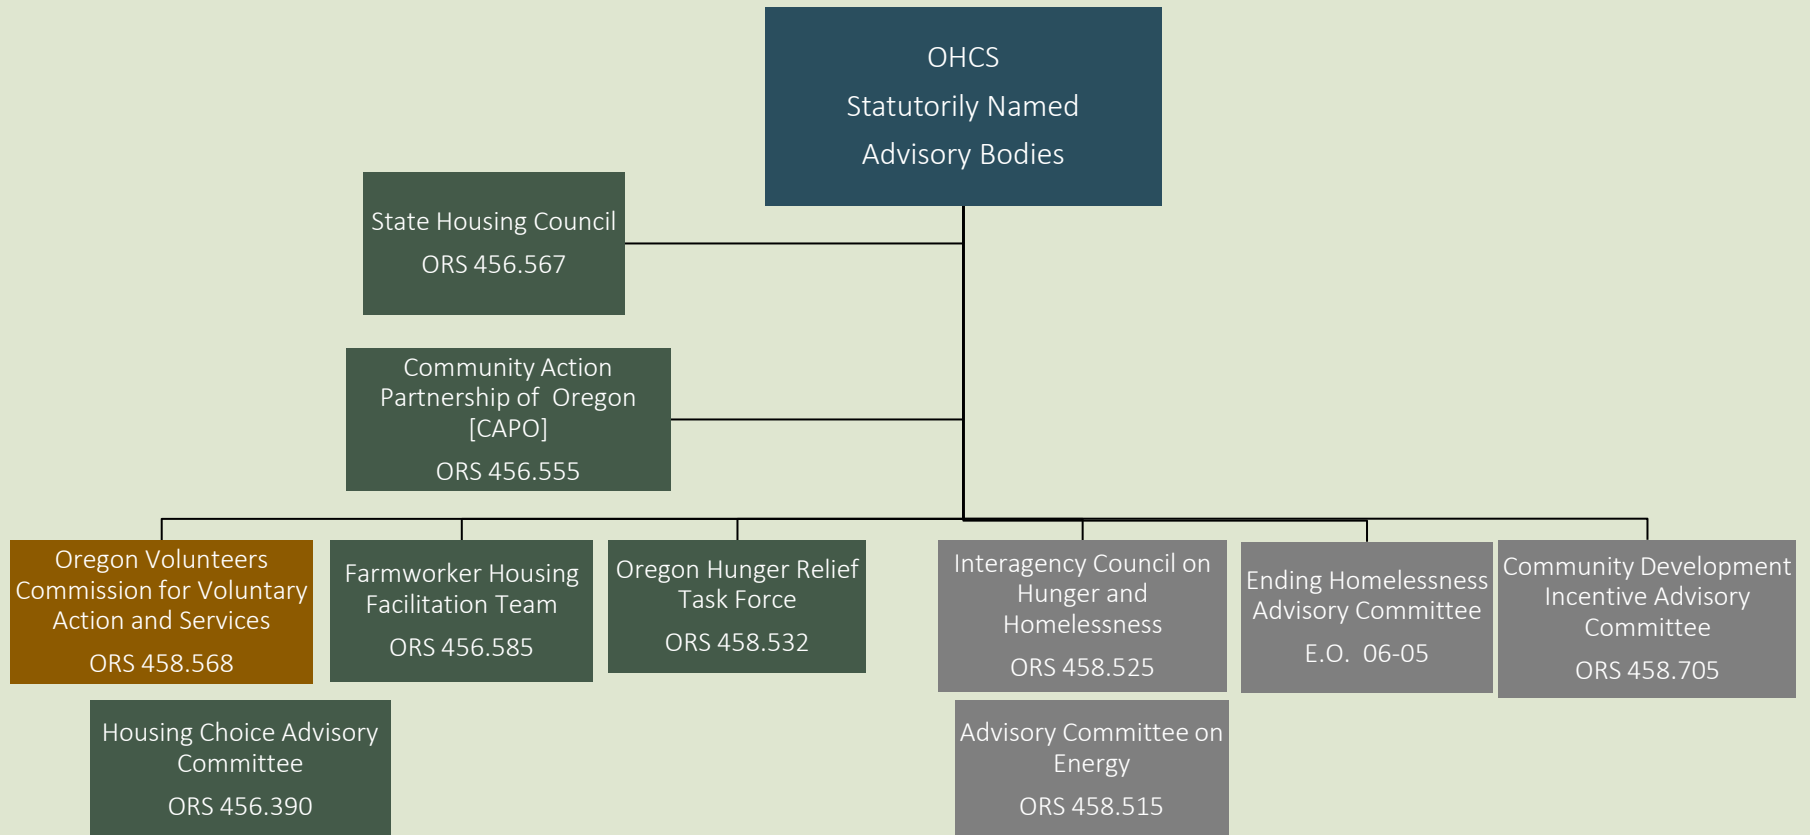 OHCS
Statutorily Named
Advisory Bodies
State Housing Council
ORS 456.567
Community Action
Partnership of Oregon
[CAPO]
ORS 456.555
Oregon Volunteers
Commission for Voluntary
Action and Services
ORS 458.568
Farmworker Housing
Facilitation Team
ORS 456.585
Oregon Hunger Relief
Task Force
ORS 458.532
Interagency Council on
Hunger and
Homelessness
ORS 458.525
Ending Homelessness
Advisory Committee
E.O. 06-05
Community Development
Incentive Advisory
Committee
ORS 458.705
Housing Choice Advisory
Committee
ORS 456.390
Advisory Committee on
Energy
ORS 458.515